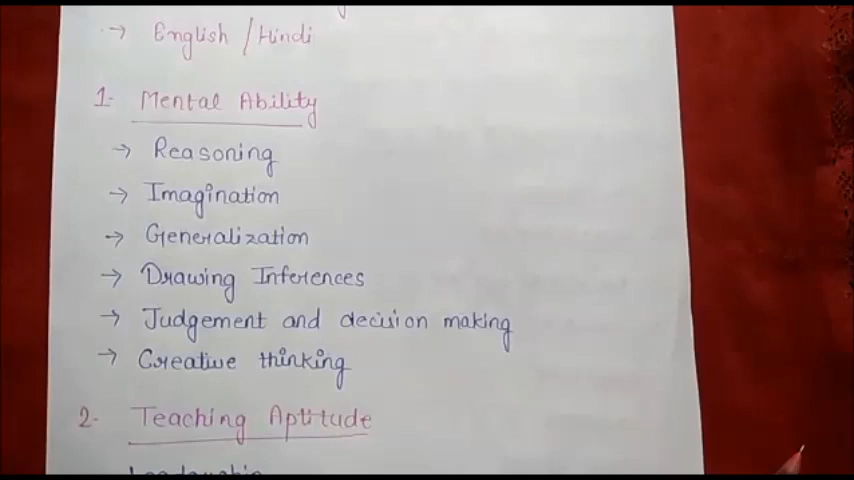 → English / Hindi
1- Mental Ability
→ Reasoning
→ Imagination
→ Generalization
→ Drawing Inferences
→ Judgement and decision making
→ Creative thinking
2- Teaching Aptitude